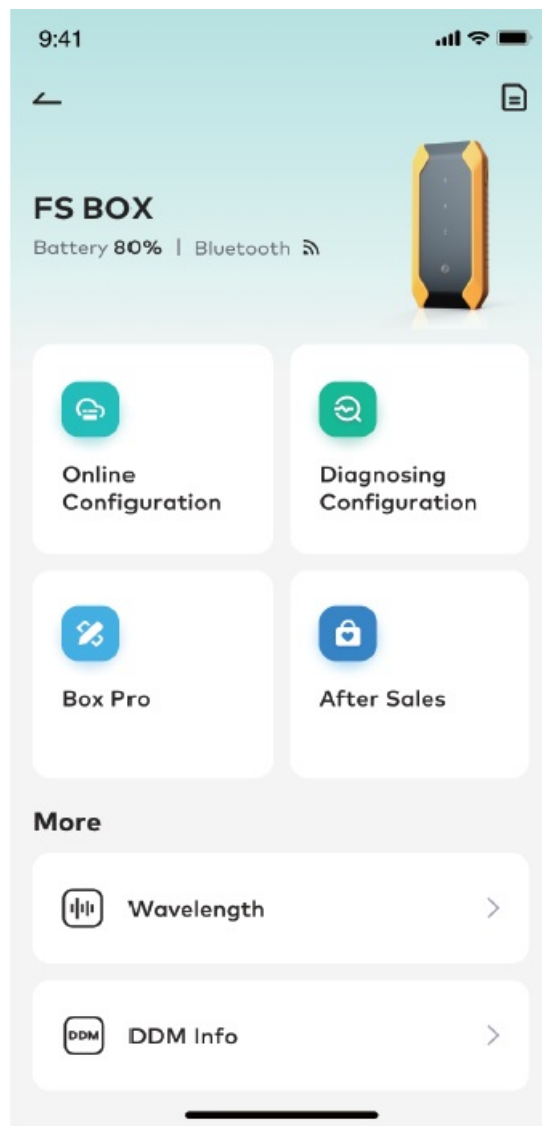 9:41
FS BOX
Battery 80% | Bluetooth
Online
Configuration
Diagnosing
Configuration
Box Pro
After Sales
More
Wavelength
DDM
DDM Info